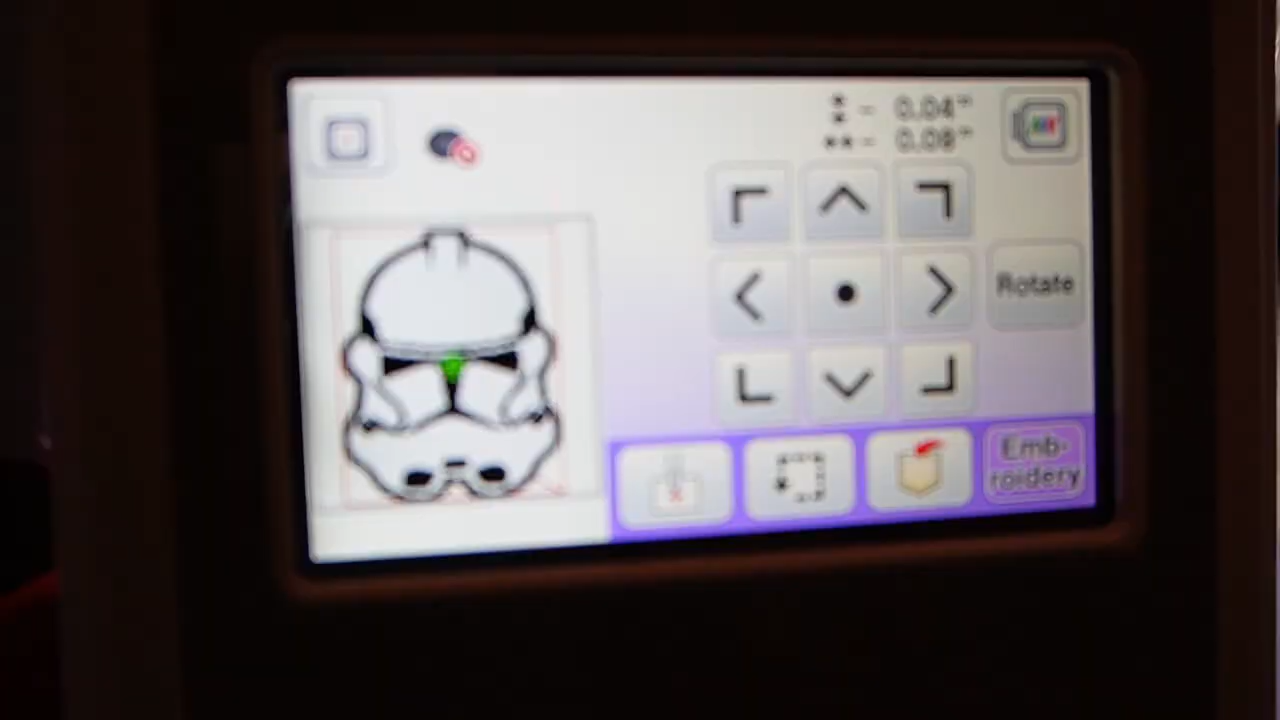 - 0.04"
- 0.08"
Rotate
Emb-
roidery